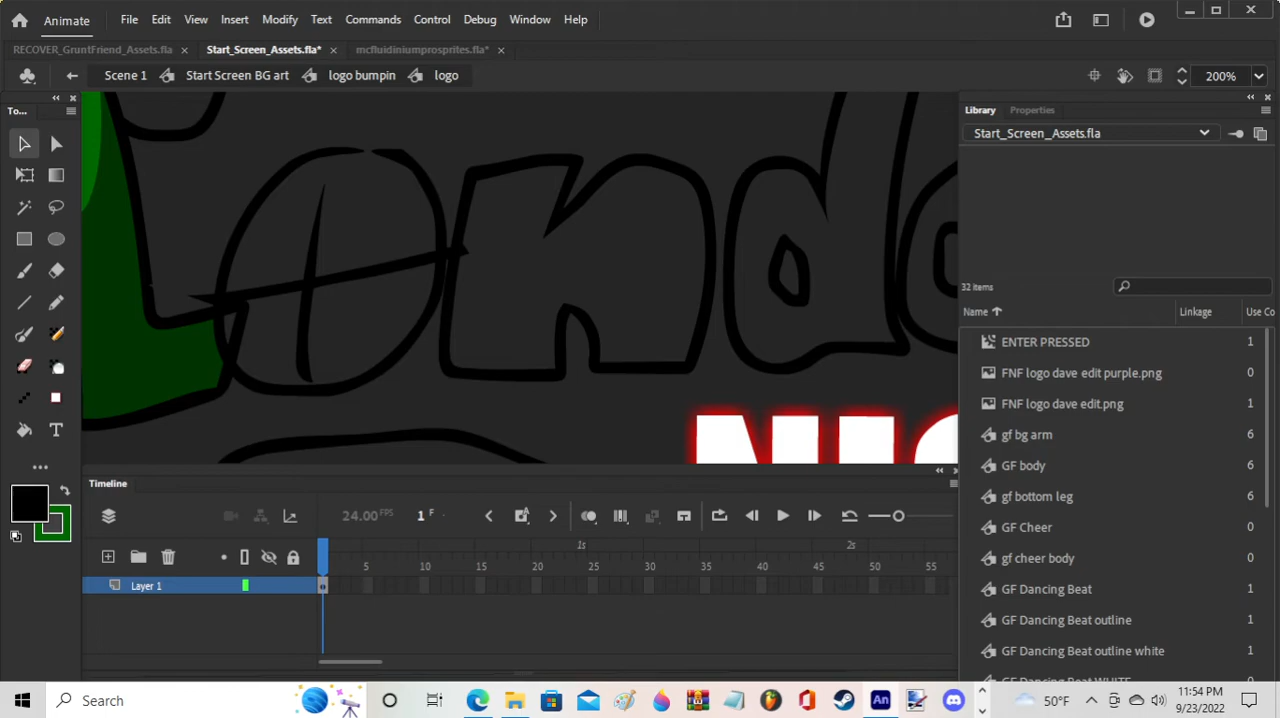 Animate File Edit View Insert Modify Text Commands Control Debug Window Help
RECOVER_GruntFriend_Assets.fla Start_Screen_Assets.fla* mcfluidiniumprosprites.fla*
Scene 1 Start Screen BG art logo bumpin logo 200%
To...
Library Properties
Start_Screen_Assets.fla
32 items
Name Linkage Use Co
ENTER PRESSED 1
FNF logo dave edit purple.png 0
FNF logo dave edit.png 1
gf bg arm 6
GF body 6
gf bottom leg 6
GF Cheer 0
gf cheer body 0
GF Dancing Beat 1
GF Dancing Beat outline 1
GF Dancing Beat outline white 1
Timeline
24.00 FPS 1 F
1s 2s
5 10 15 20 25 30 35 40 45 50 55
Layer 1
Search
50°F
11:54 PM
9/23/2022